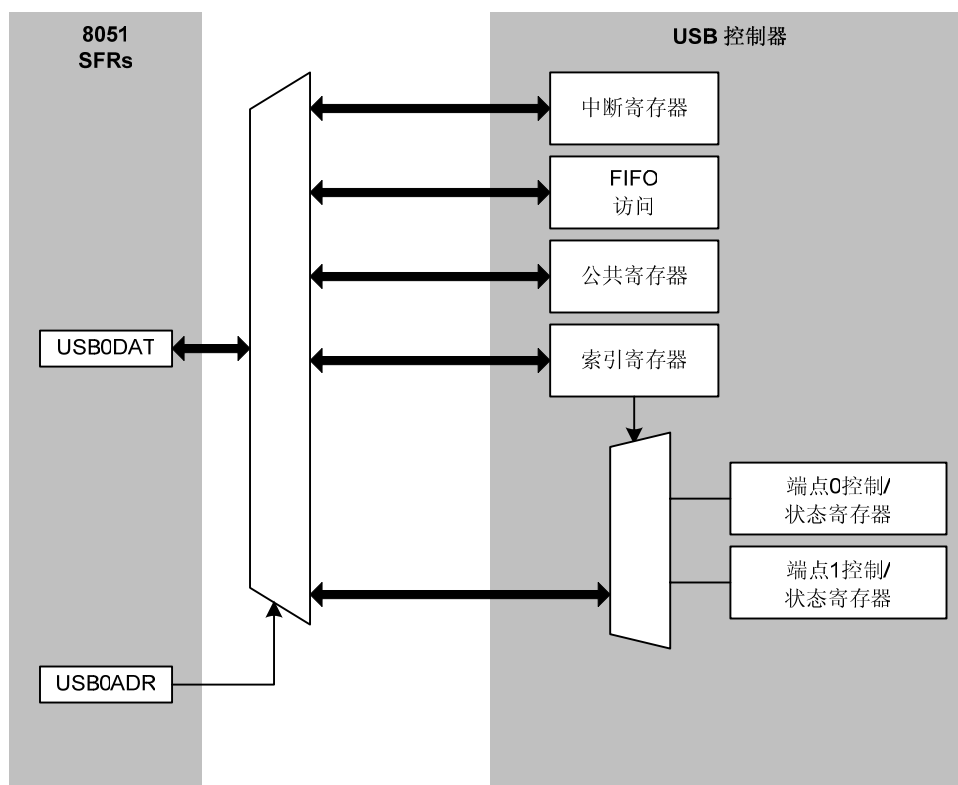 8051
SFRs
USB 控制器
中断寄存器
FIFO
访问
公共寄存器
USB0DAT
索引寄存器
端点0控制/
状态寄存器
端点1控制/
状态寄存器
USB0ADR